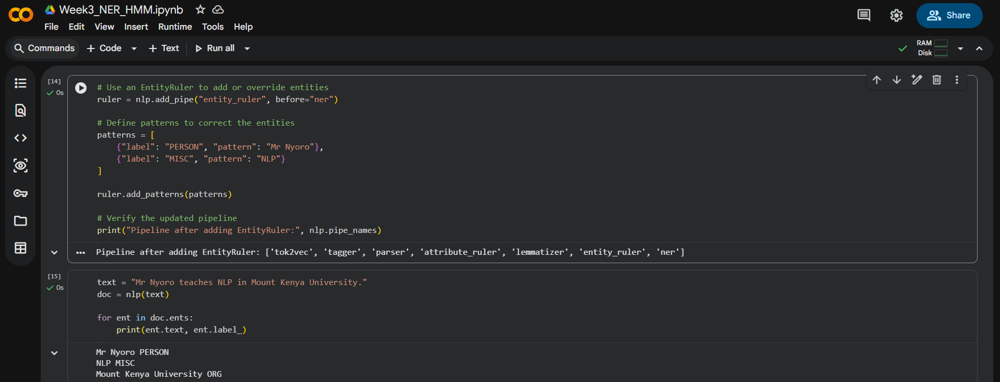 Week3_NER_HMM.ipynb
File Edit View Insert Runtime Tools Help
Share
Commands + Code + Text Run all
RAM
Disk
[14]
0s
# Use an EntityRuler to add or override entities
ruler = nlp.add_pipe("entity_ruler", before="ner")
# Define patterns to correct the entities
patterns = [
    {"label": "PERSON", "pattern": "Mr Nyoro"},
    {"label": "MISC", "pattern": "NLP"}
]
ruler.add_patterns(patterns)
# Verify the updated pipeline
print("Pipeline after adding EntityRuler:", nlp.pipe_names)
Pipeline after adding EntityRuler: ['tok2vec', 'tagger', 'parser', 'attribute_ruler', 'lemmatizer', 'entity_ruler', 'ner']
[15]
0s
text = "Mr Nyoro teaches NLP in Mount Kenya University."
doc = nlp(text)
for ent in doc.ents:
    print(ent.text, ent.label_)
Mr Nyoro PERSON
NLP MISC
Mount Kenya University ORG